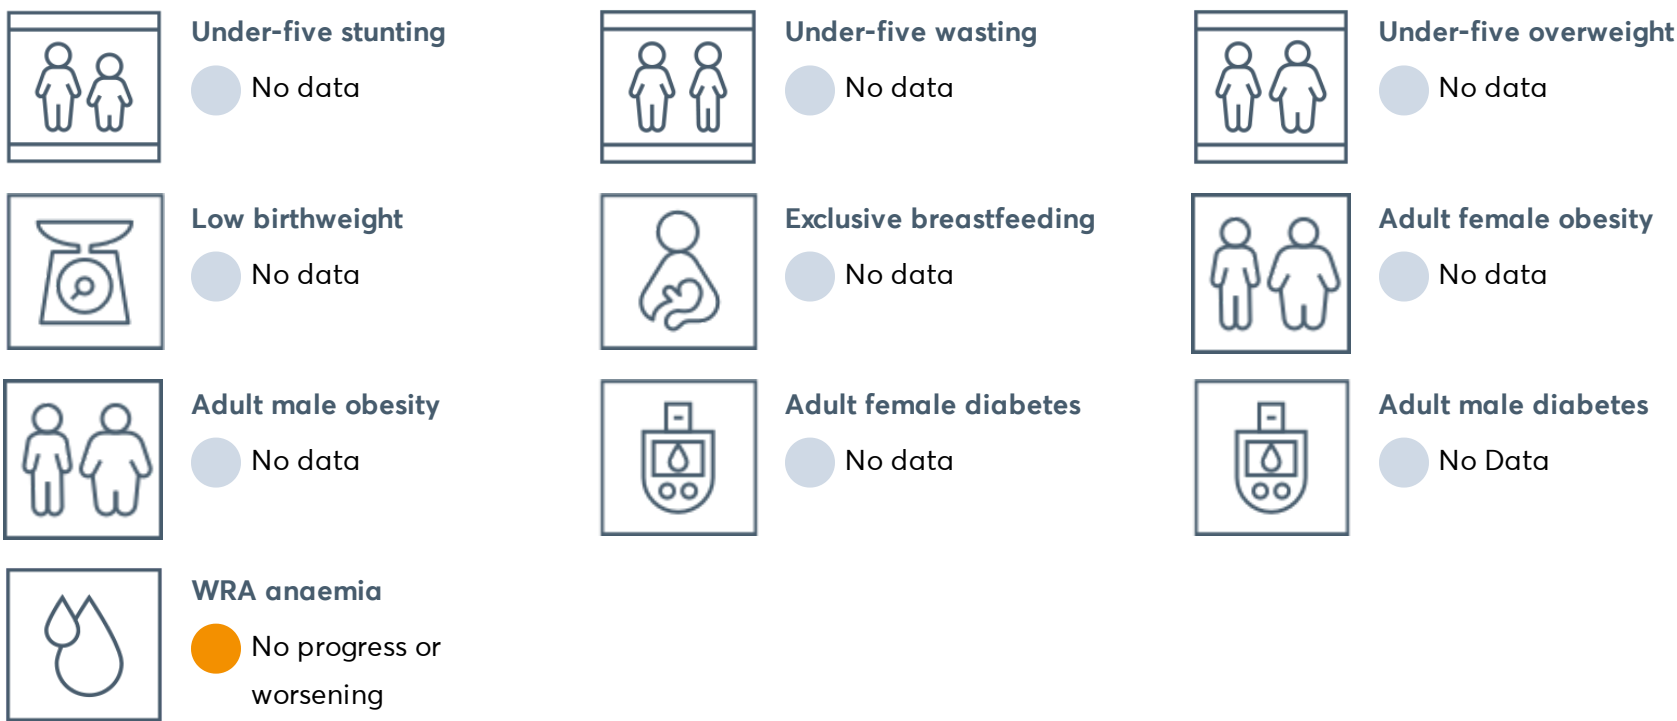 Under-five stunting
No data
Under-five wasting
No data
Under-five overweight
No data
Low birthweight
No data
Exclusive breastfeeding
No data
Adult female obesity
No data
Adult male obesity
No data
Adult female diabetes
No data
Adult male diabetes
No Data
WRA anaemia
No progress or
worsening